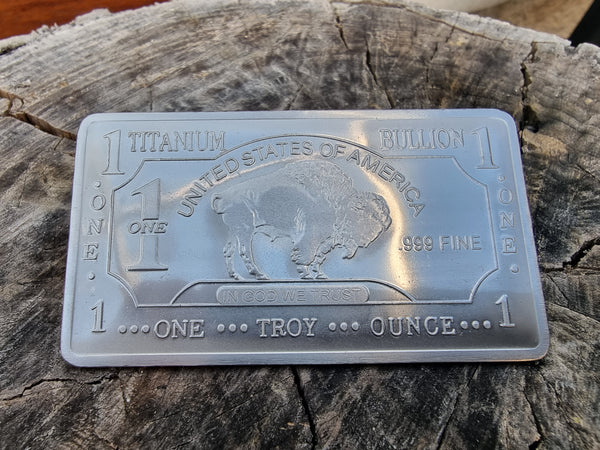 1 TITANIUM BULLION 1
UNITED STATES OF AMERICA
• ONE •
1
ONE
.999 FINE
• ONE •
IN GOD WE TRUST
1 ••• ONE ••• TROY ••• OUNCE ••• 1